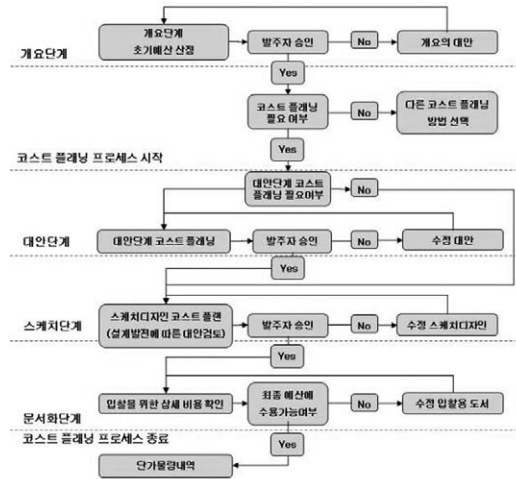 개요단계
초기예산 산정
발주자 승인
No
개요의 대안
개요단계
Yes
코스트 플래닝
필요 여부
No
다른 코스트 플래닝
방법 선택
Yes
코스트 플래닝 프로세스 시작
대안단계 코스트
플래닝 필요여부
No
대안단계
대안단계 코스트 플래닝
발주자 승인
No
수정 대안
Yes
스케치단계
스케치디자인 코스트 플랜
(설계발전에 따른 대안검토)
발주자 승인
No
수정 스케치디자인
Yes
입찰을 위한 상세 비용 확인
최종 예산에
수용가능여부
No
수정 입찰용 도서
문서화단계
코스트 플래닝 프로세스 종료
Yes
단가물량내역